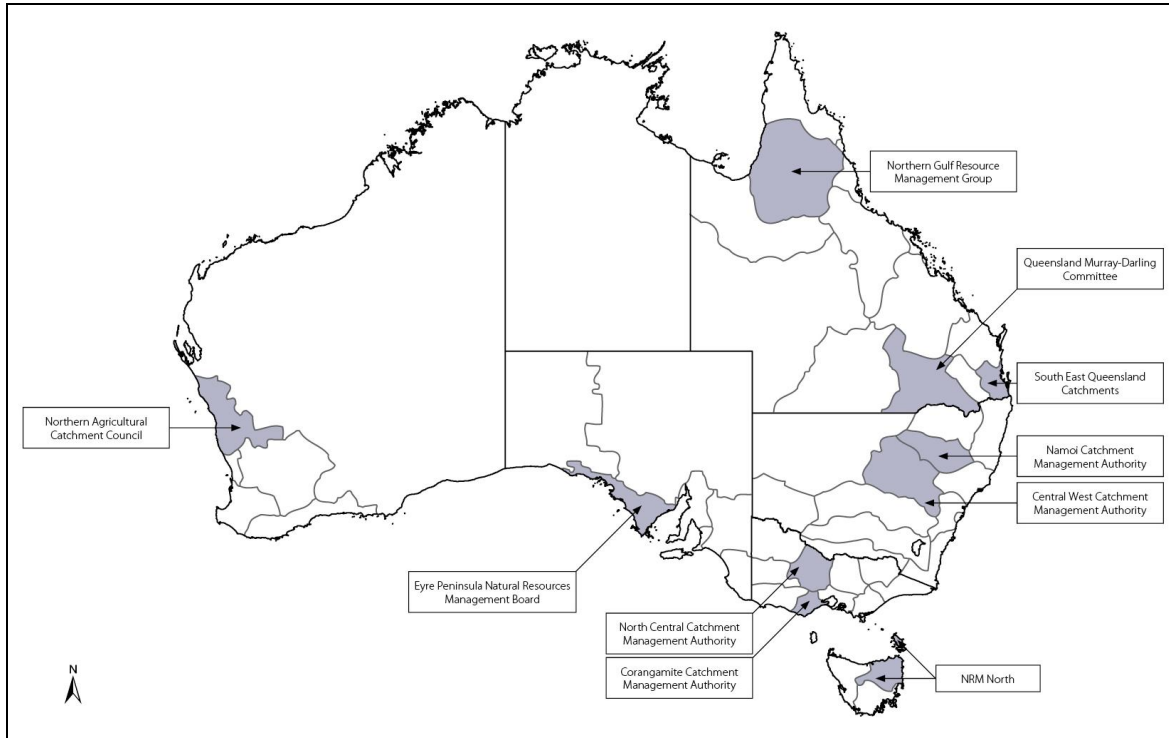 Northern Gulf Resource
Management Group
Queensland Murray-Darling
Committee
South East Queensland
Catchments
Northern Agricultural
Catchment Council
Namoi Catchment
Management Authority
Central West Catchment
Management Authority
Eyre Peninsula Natural Resources
Management Board
North Central Catchment
Management Authority
Corangamite Catchment
Management Authority
NRM North
N